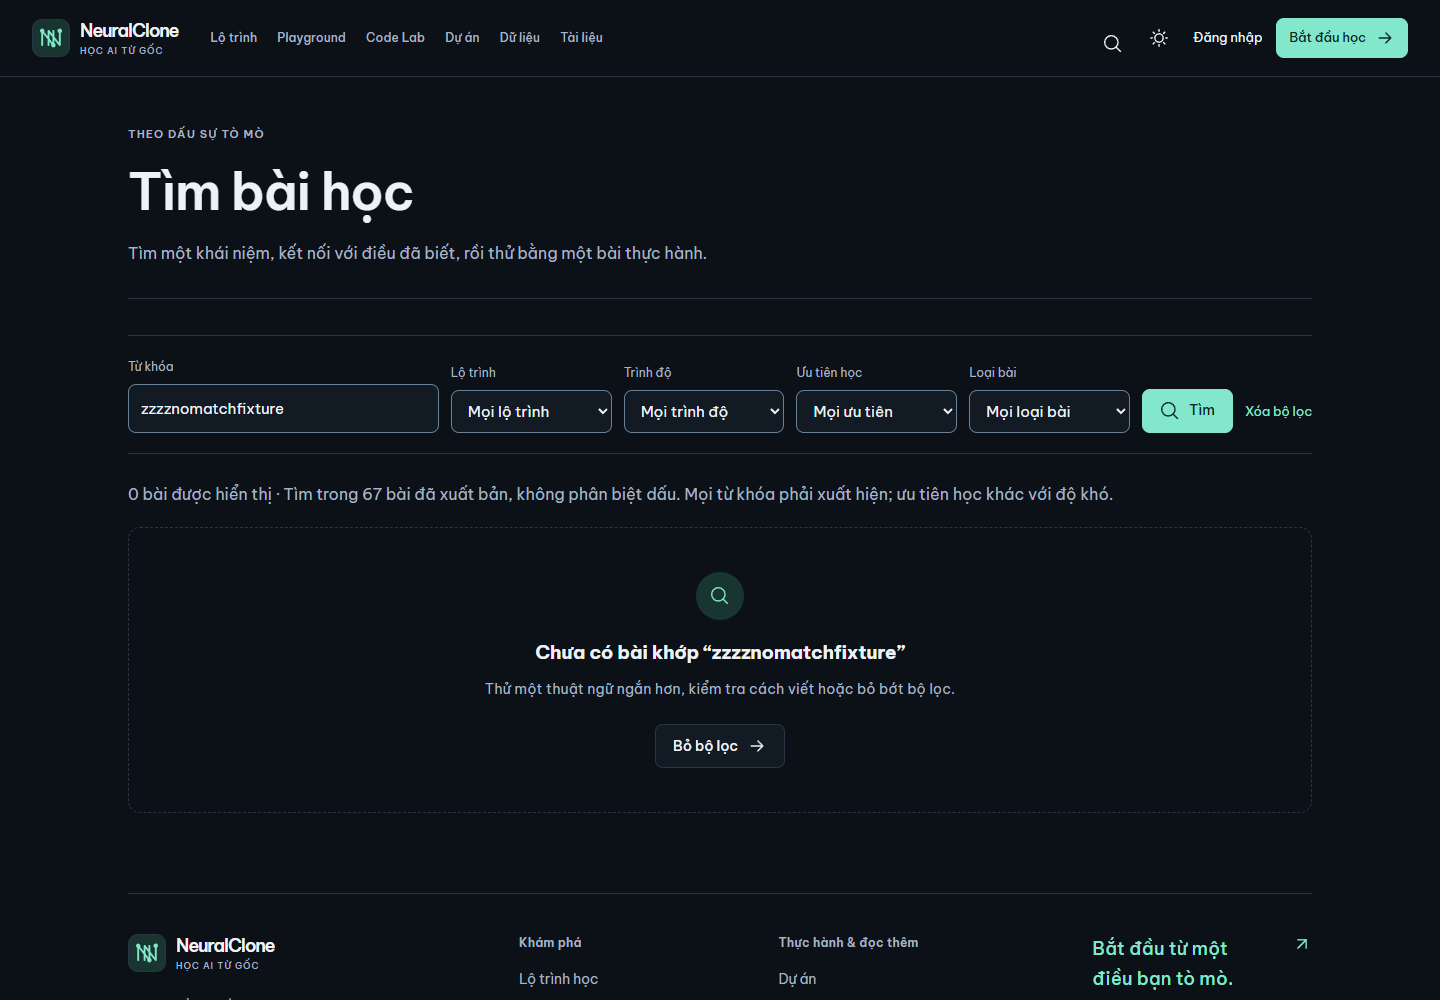 NeuralClone
HỌC AI TỪ GỐC
Lộ trình
Playground
Code Lab
Dự án
Dữ liệu
Tài liệu
Đăng nhập
Bắt đầu học
THEO DẤU SỰ TÒ MÒ
Tìm bài học
Tìm một khái niệm, kết nối với điều đã biết, rồi thử bằng một bài thực hành.
Từ khóa
Lộ trình
Trình độ
Ưu tiên học
Loại bài
zzzznomatchfixture
Mọi lộ trình
Mọi trình độ
Mọi ưu tiên
Mọi loại bài
Tìm
Xóa bộ lọc
0 bài được hiển thị · Tìm trong 67 bài đã xuất bản, không phân biệt dấu. Mọi từ khóa phải xuất hiện; ưu tiên học khác với độ khó.
Chưa có bài khớp “zzzznomatchfixture”
Thử một thuật ngữ ngắn hơn, kiểm tra cách viết hoặc bỏ bớt bộ lọc.
Bỏ bộ lọc
NeuralClone
HỌC AI TỪ GỐC
Khám phá
Lộ trình học
Thực hành & đọc thêm
Dự án
Bắt đầu từ một
điều bạn tò mò.